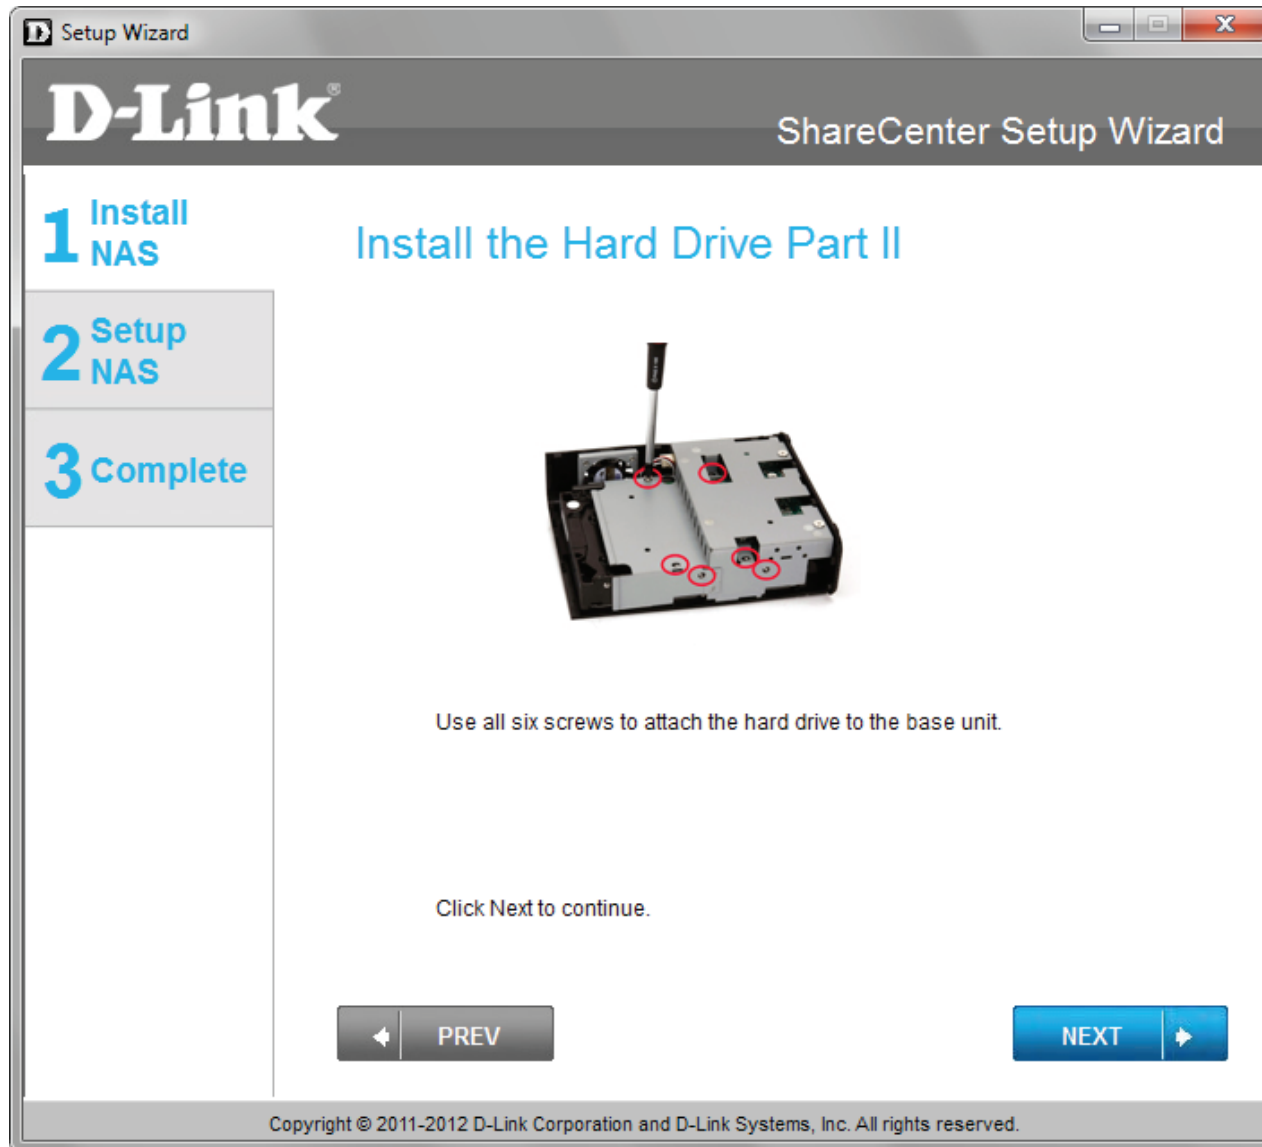 Setup Wizard
D-Link®
ShareCenter Setup Wizard
1 Install
NAS
2 Setup
NAS
3 Complete
Install the Hard Drive Part II
Use all six screws to attach the hard drive to the base unit.
Click Next to continue.
PREV
NEXT
Copyright © 2011-2012 D-Link Corporation and D-Link Systems, Inc. All rights reserved.